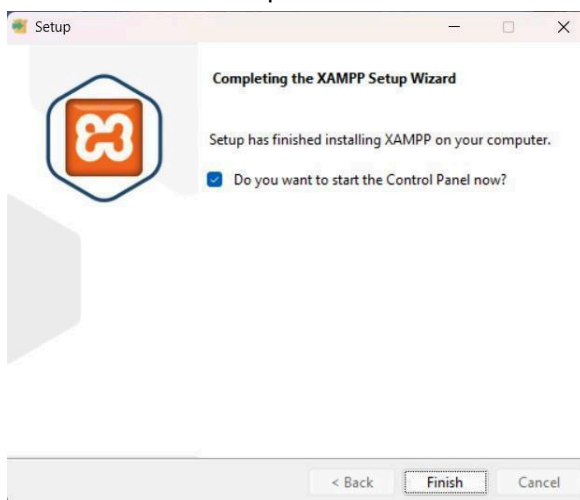 Setup
Completing the XAMPP Setup Wizard
Setup has finished installing XAMPP on your computer.
Do you want to start the Control Panel now?
< Back
Finish
Cancel